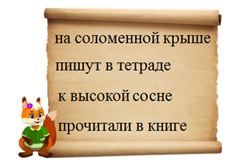 на соломенной крыше
пишут в тетраде
к высокой сосне
прочитали в книге